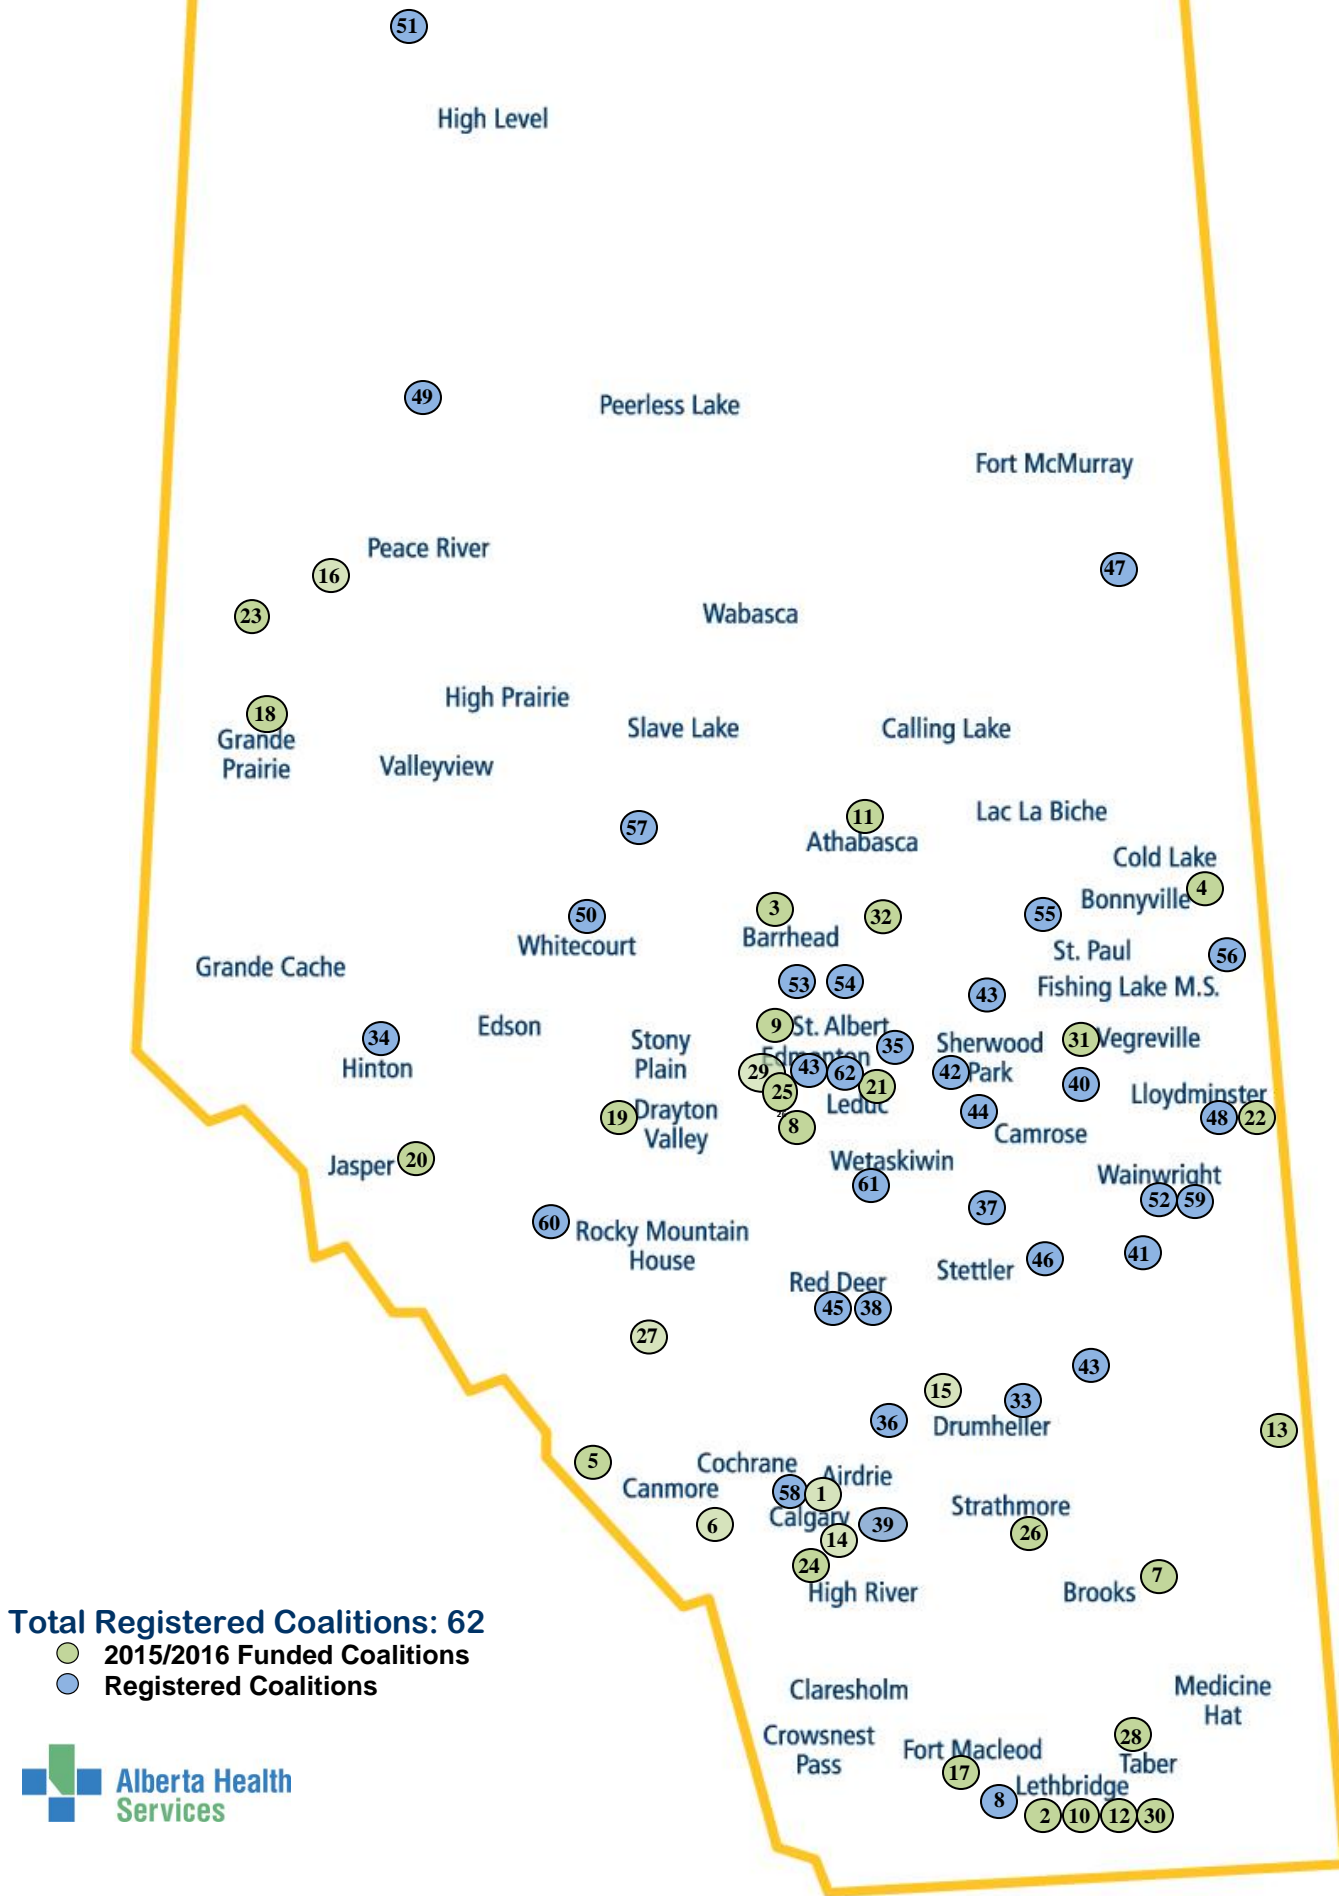 51
High Level
49
Peerless Lake
Fort McMurray
Peace River
16
47
23
Wabasca
High Prairie
18
Slave Lake
Calling Lake
Grande
Prairie
Valleyview
57
11
Lac La Biche
Athabasca
Cold Lake
4
Bonnyville
3
32
50
55
Barrhead
Whitecourt
St. Paul
56
Grande Cache
53
54
43
Fishing Lake M.S.
9
St. Albert
Edson
34
Stony
Plain
35
Sherwood
Park
31
Vegreville
Hinton
Edmonton
29
43
62
42
25
21
40
Leduc
Lloydminster
19
Drayton
Valley
8
44
48
22
Camrose
Jasper
20
Wetaskiwin
Wainwright
61
52
59
37
60
Rocky Mountain
House
41
46
Stettler
Red Deer
45
38
27
43
15
33
36
Drumheller
13
5
Cochrane
Airdrie
Canmore
58
1
Strathmore
6
Calgary
39
26
14
24
7
High River
Brooks
Total Registered Coalitions: 62
2015/2016 Funded Coalitions
Registered Coalitions
Claresholm
Medicine
Hat
Crowsnest
Pass
28
Fort Macleod
Taber
17
Lethbridge
8
2
10
12
30
Alberta Health
Services